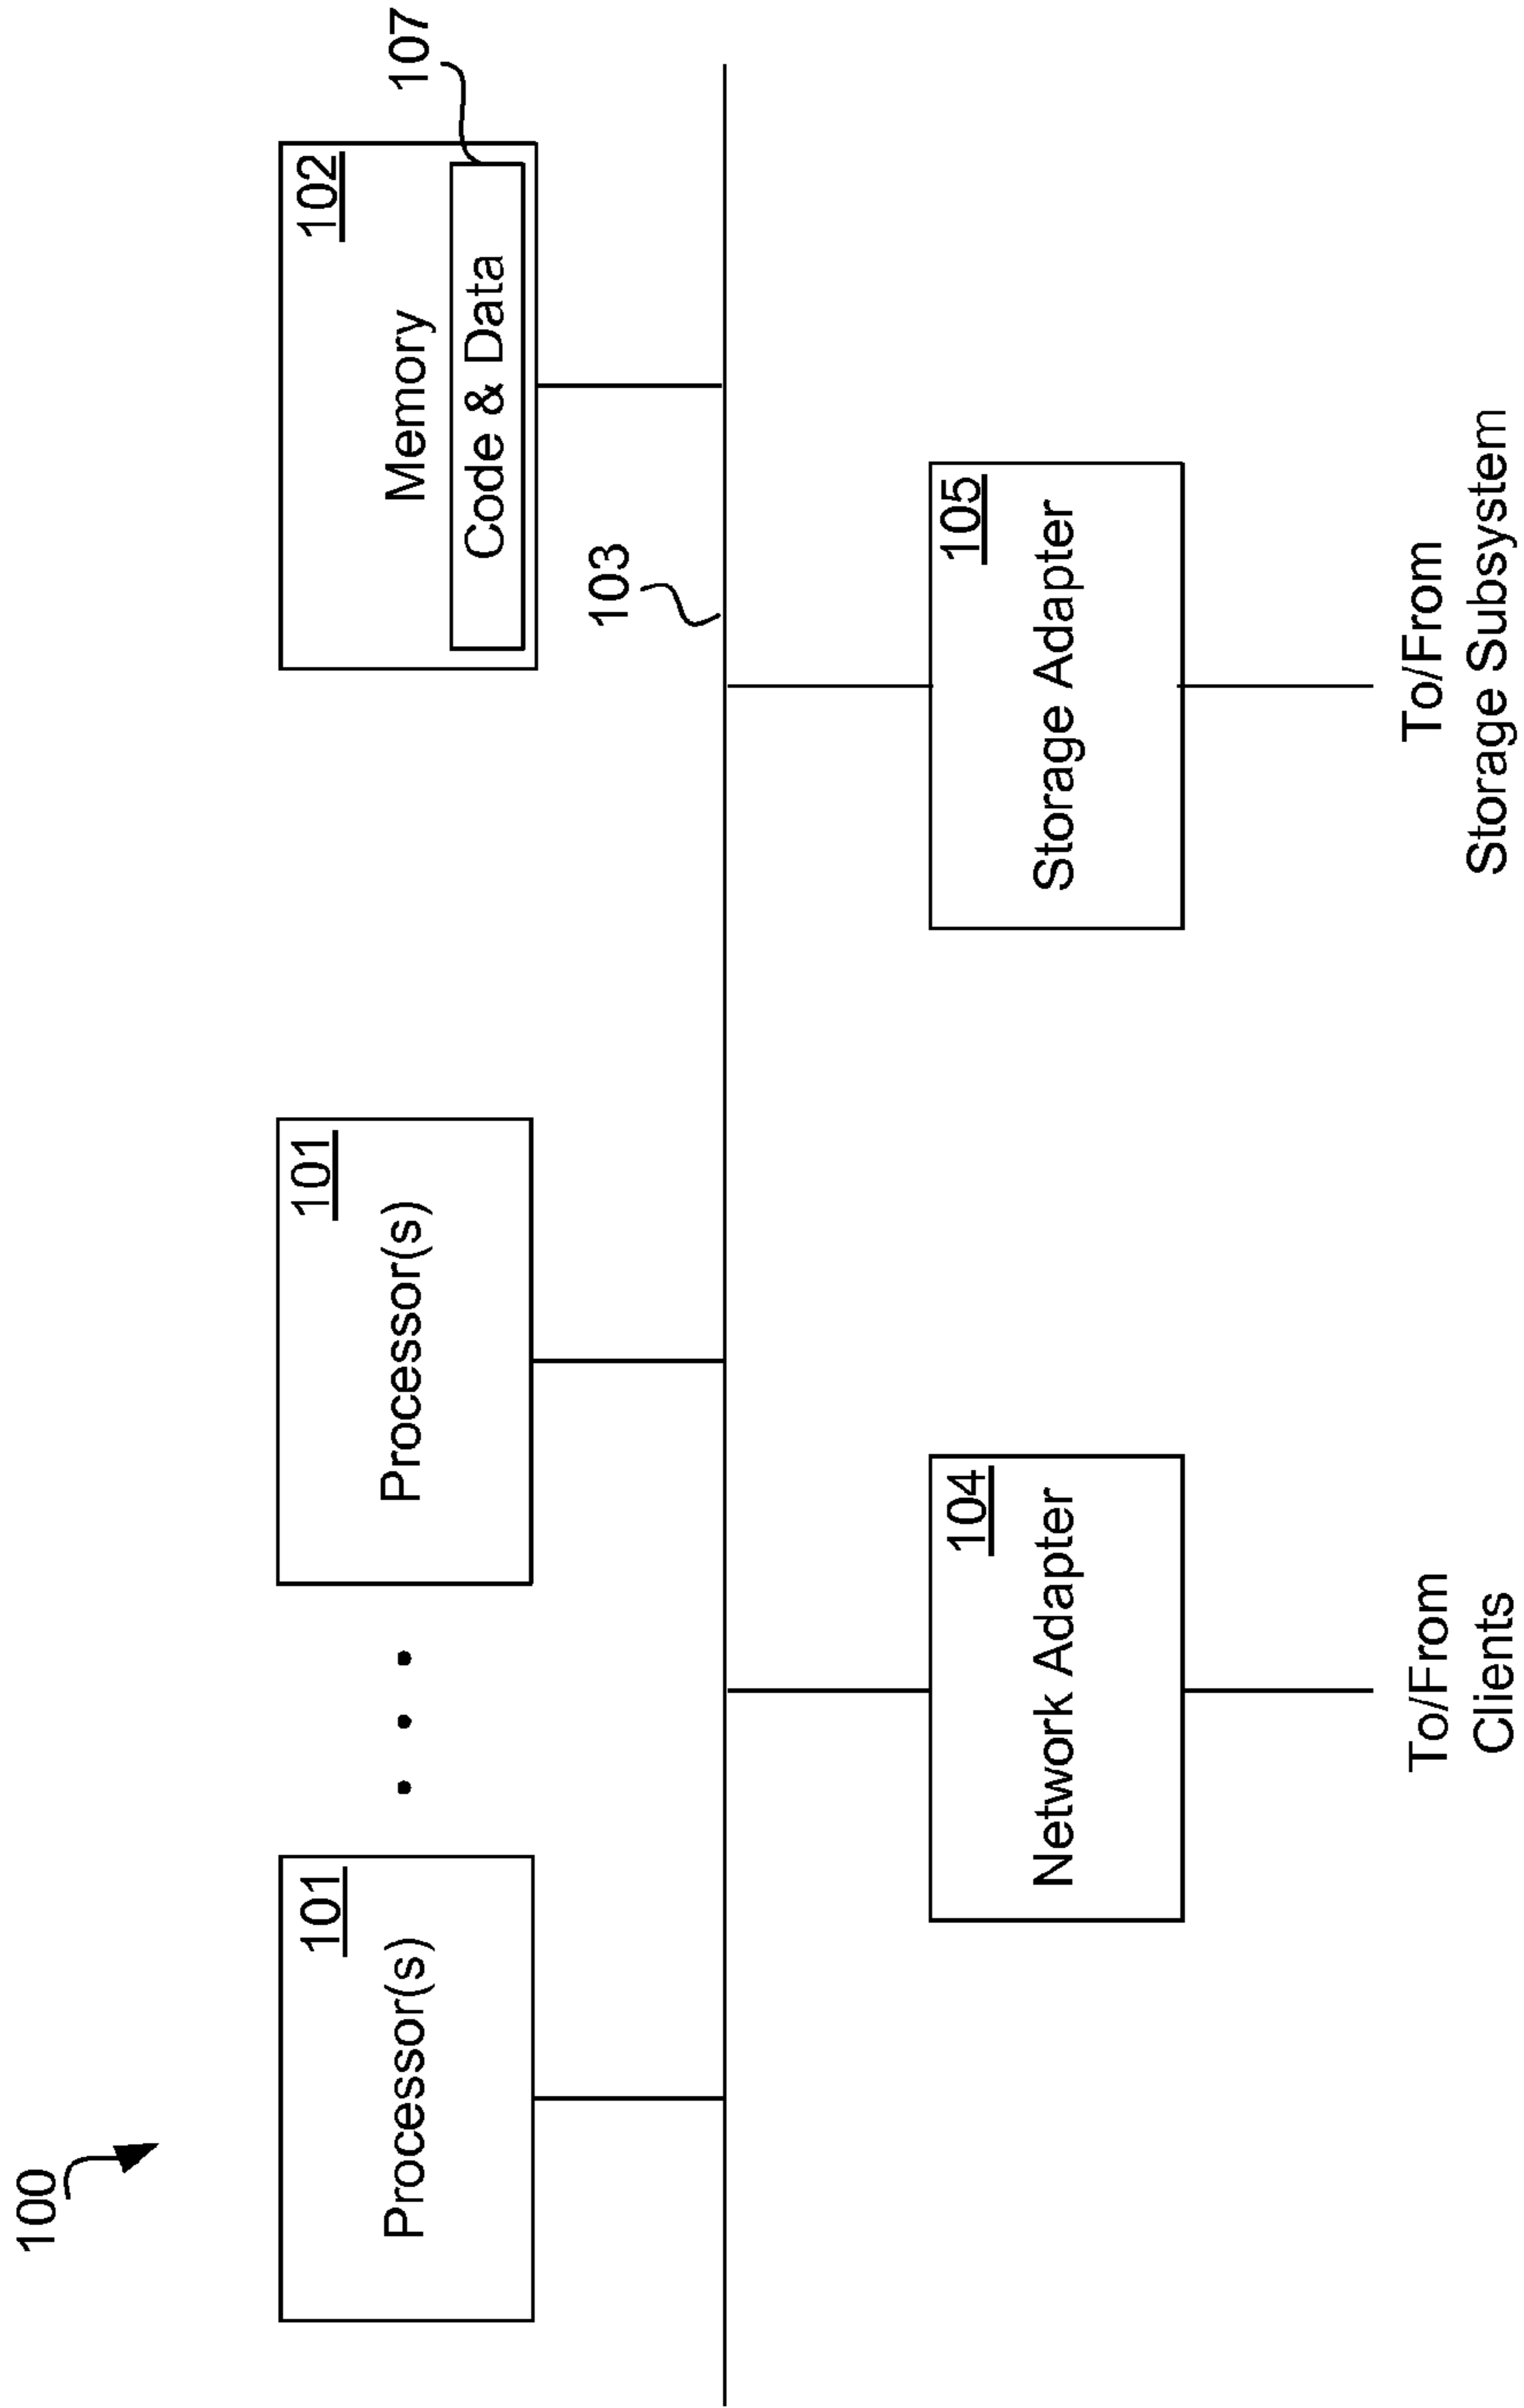 100
101
Processor(s)
101
Processor(s)
102
Memory
Code & Data
107
103
104
Network Adapter
105
Storage Adapter
To/From
Clients
To/From
Storage Subsystem